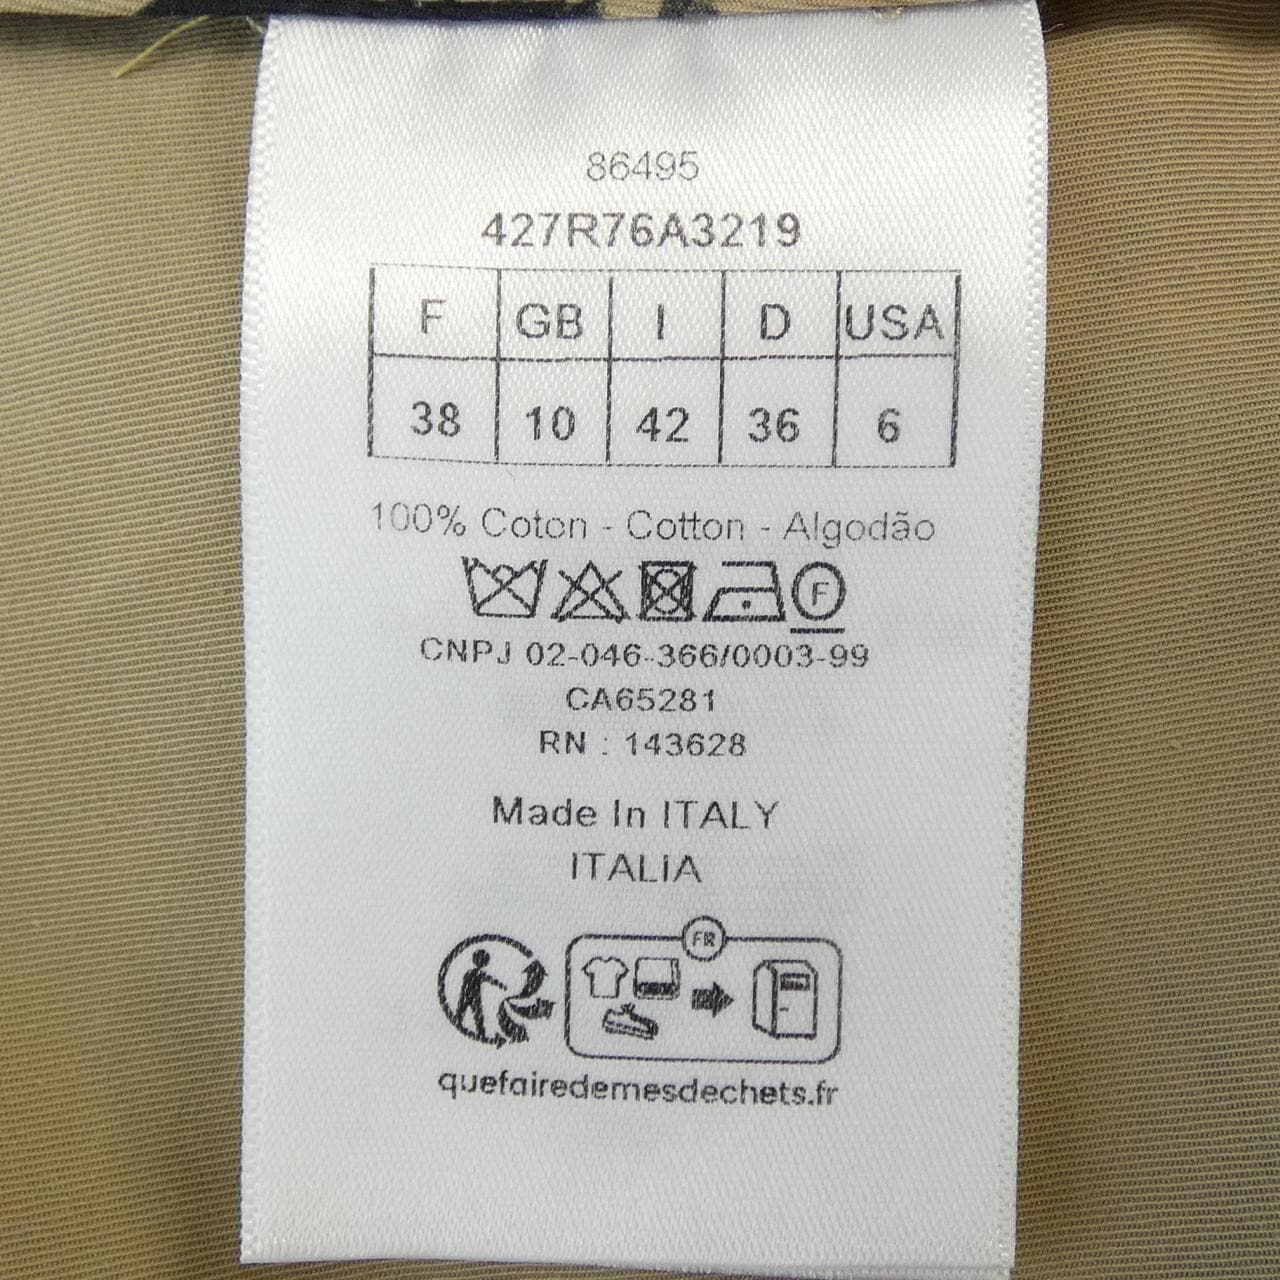 86495
427R76A3219
F GB I D USA
38 10 42 36 6
100% Coton - Cotton - Algodão
F
CNPJ 02-046-366/0003-99
CA65281
RN : 143628
Made In ITALY
ITALIA
FR
quefairedemesdechets.fr